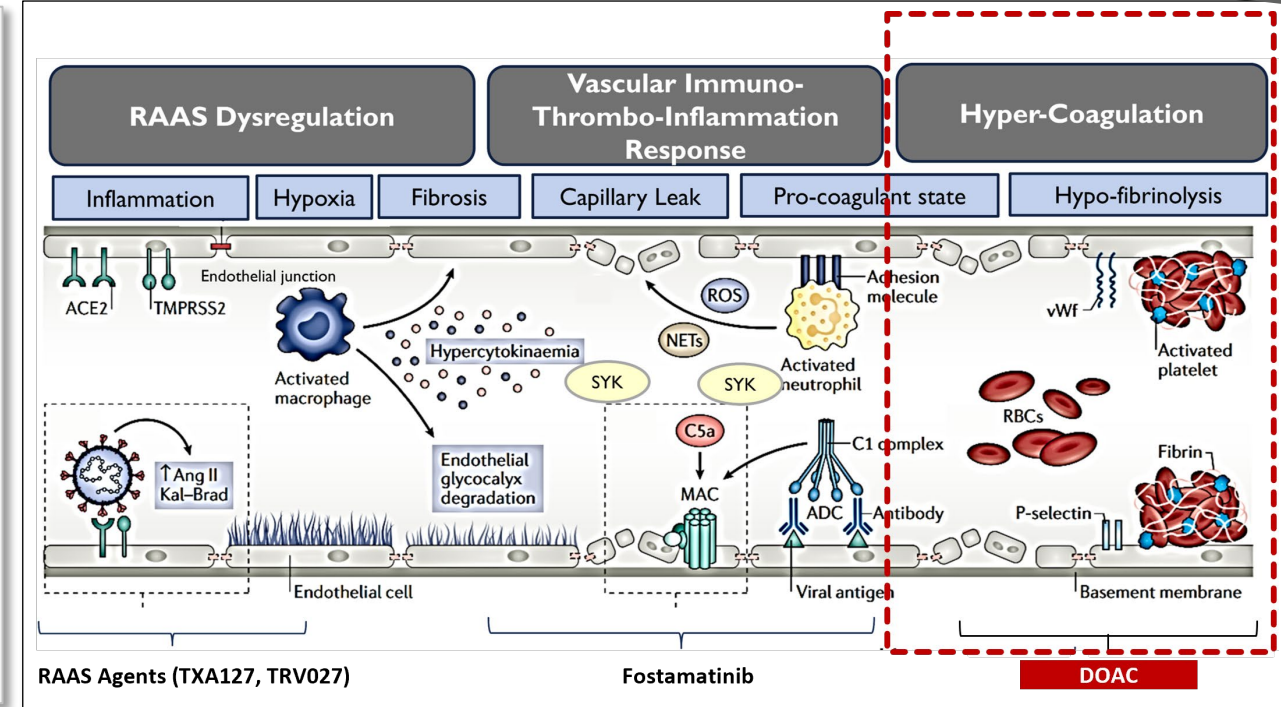 RAAS Dysregulation
Vascular Immuno-
Thrombo-Inflammation
Response
Hyper-Coagulation
Inflammation
Hypoxia
Fibrosis
Capillary Leak
Pro-coagulant state
Hypo-fibrinolysis
ACE2
TMPRSS2
Endothelial junction
Activated
macrophage
Hypercytokinaemia
ROS
NETs
SYK
SYK
Adhesion
molecule
Activated
neutrophil
vWf
Activated
platelet
RBCs
↑Ang II
Kal–Brad
Endothelial
glycocalyx
degradation
C5a
MAC
C1 complex
ADC
Antibody
Fibrin
P-selectin
Endothelial cell
Viral antigen
Basement membrane
RAAS Agents (TXA127, TRV027)
Fostamatinib
DOAC